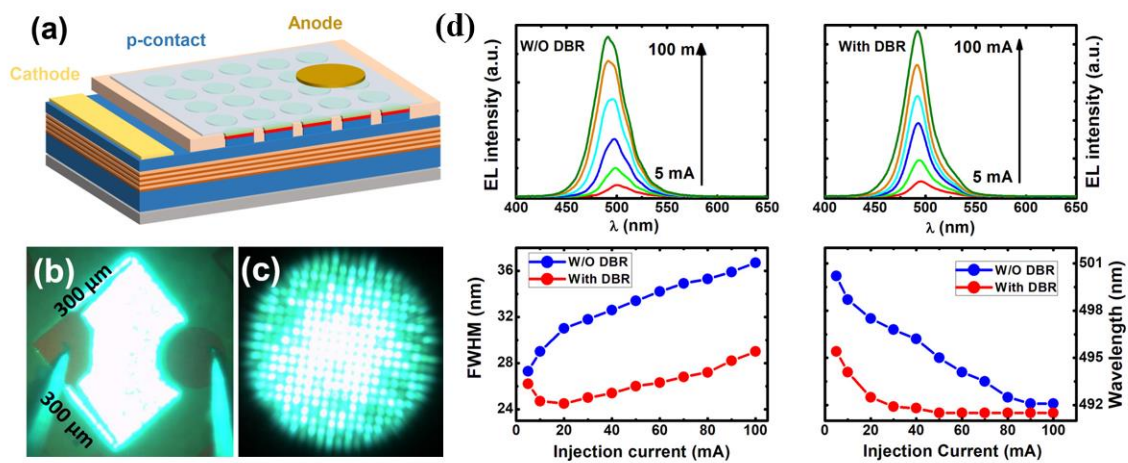 (a)
p-contact
Anode
Cathode
(b)
300 µm
300 µm
(c)
(d)
EL intensity (a.u.)
W/O DBR
100 mA
5 mA
400 450 500 550 600 650
λ (nm)
With DBR
100 mA
5 mA
EL intensity (a.u.)
400 450 500 550 600 650
λ (nm)
FWHM (nm)
36
32
28
24
W/O DBR
With DBR
0 20 40 60 80 100
Injection current (mA)
W/O DBR
With DBR
501
498
495
492
Wavelength (nm)
0 20 40 60 80 100
Injection Current (mA)